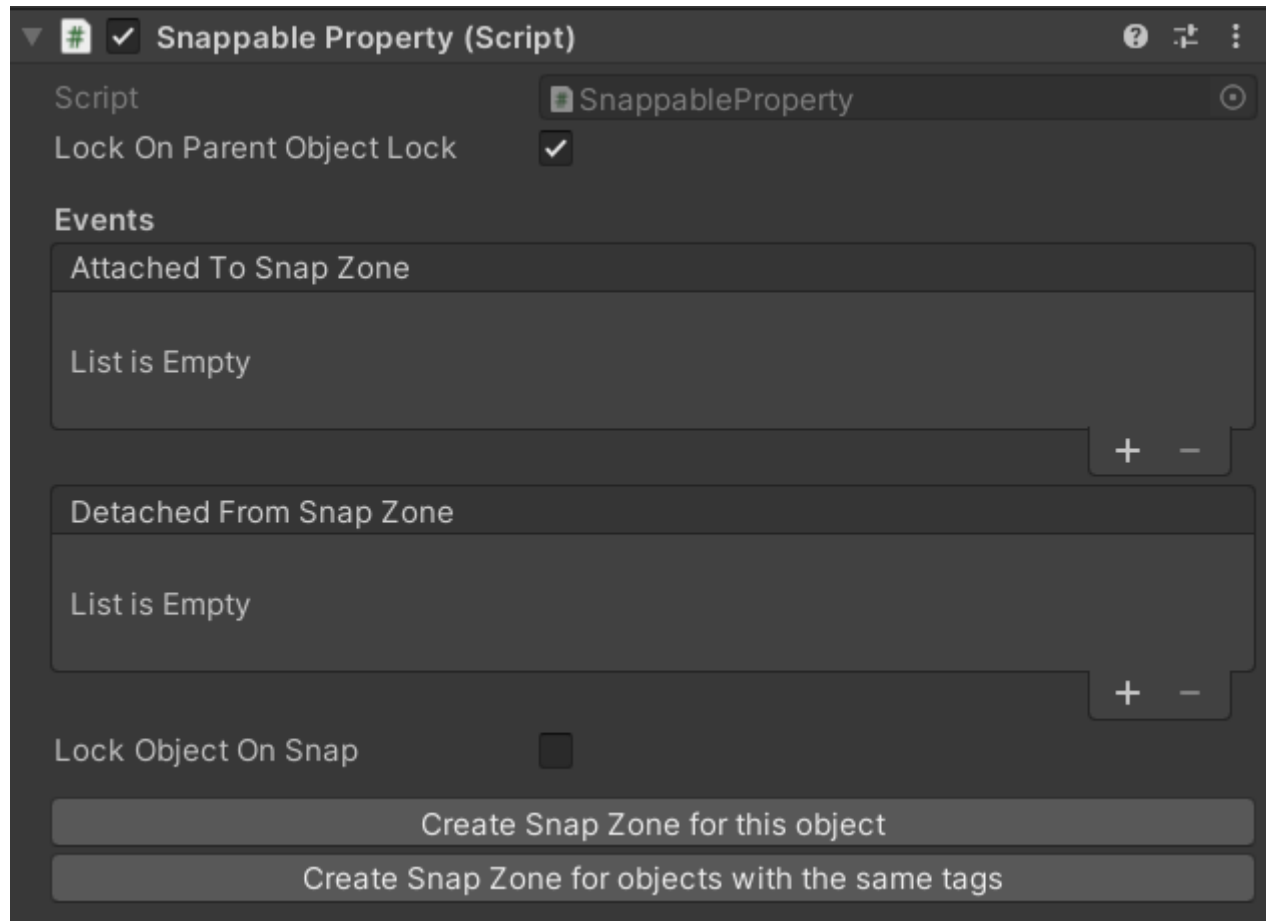 Snappable Property (Script)
Script
SnappableProperty
Lock On Parent Object Lock
Events
Attached To Snap Zone
List is Empty
Detached From Snap Zone
List is Empty
Lock Object On Snap
Create Snap Zone for this object
Create Snap Zone for objects with the same tags